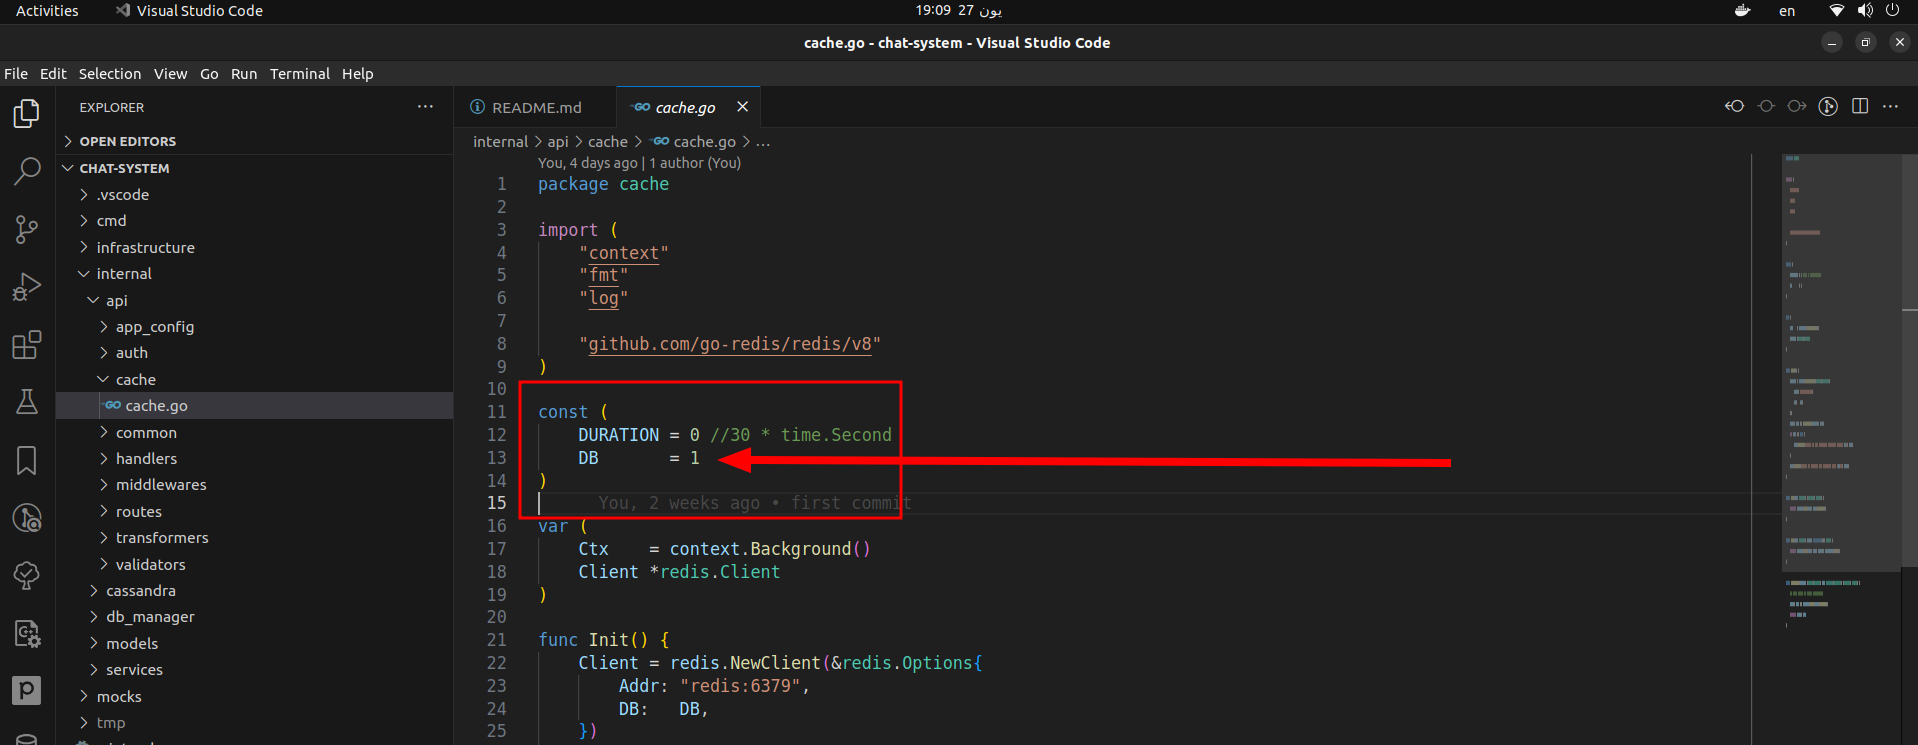 Activities Visual Studio Code 19:09 27 يون en
cache.go - chat-system - Visual Studio Code
File Edit Selection View Go Run Terminal Help
EXPLORER
OPEN EDITORS
CHAT-SYSTEM
.vscode
cmd
infrastructure
internal
api
app_config
auth
cache
cache.go
common
handlers
middlewares
routes
transformers
validators
cassandra
db_manager
models
services
mocks
tmp
README.md cache.go
internal > api > cache > cache.go > ...
You, 4 days ago | 1 author (You)
1 package cache
2
3 import (
4 "context"
5 "fmt"
6 "log"
7
8 "github.com/go-redis/redis/v8"
9 )
10
11 const (
12 DURATION = 0 //30 * time.Second
13 DB = 1
14 )
15 You, 2 weeks ago • first commit
16 var (
17 Ctx = context.Background()
18 Client *redis.Client
19 )
20
21 func Init() {
22 Client = redis.NewClient(&redis.Options{
23 Addr: "redis:6379",
24 DB: DB,
25 })